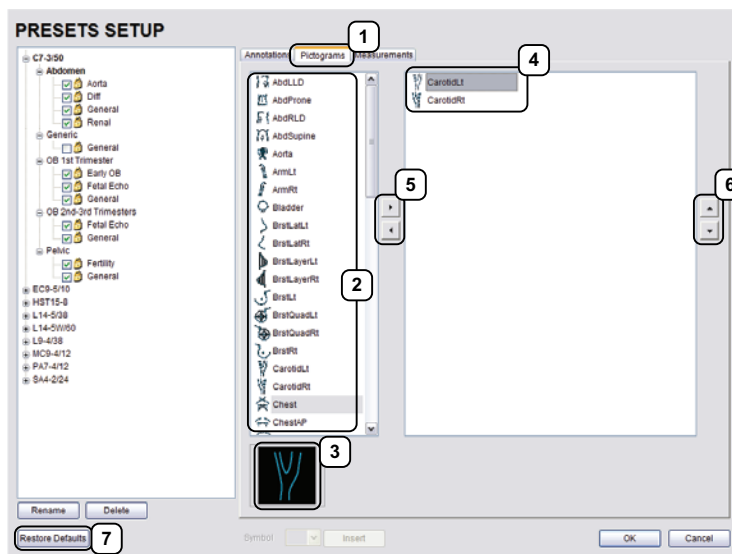 PRESETS SETUP
1
Annotations Pictograms Measurements
C7-3/50
Abdomen
Aorta
Diff
General
Renal
Generic
General
OB 1st Trimester
Early OB
Fetal Echo
General
OB 2nd-3rd Trimesters
Fetal Echo
General
Pelvic
Fertility
General
EC9-5/10
HST15-8
L14-5/38
L14-5W/60
L9-4/38
MC9-4/12
PA7-4/12
SA4-2/24
AbdLLD
AbdProne
AbdRLD
AbdSupine
Aorta
ArmLt
ArmRt
Bladder
BrstLatLt
BrstLatRt
BrstLayerLt
BrstLayerRt
BrstLt
BrstQuadLt
BrstQuadRt
BrstRt
CarotidLt
CarotidRt
Chest
ChestAP
2
3
CarotidLt
CarotidRt
4
5
6
Rename Delete
Restore Defaults 7
Symbol Insert
OK Cancel